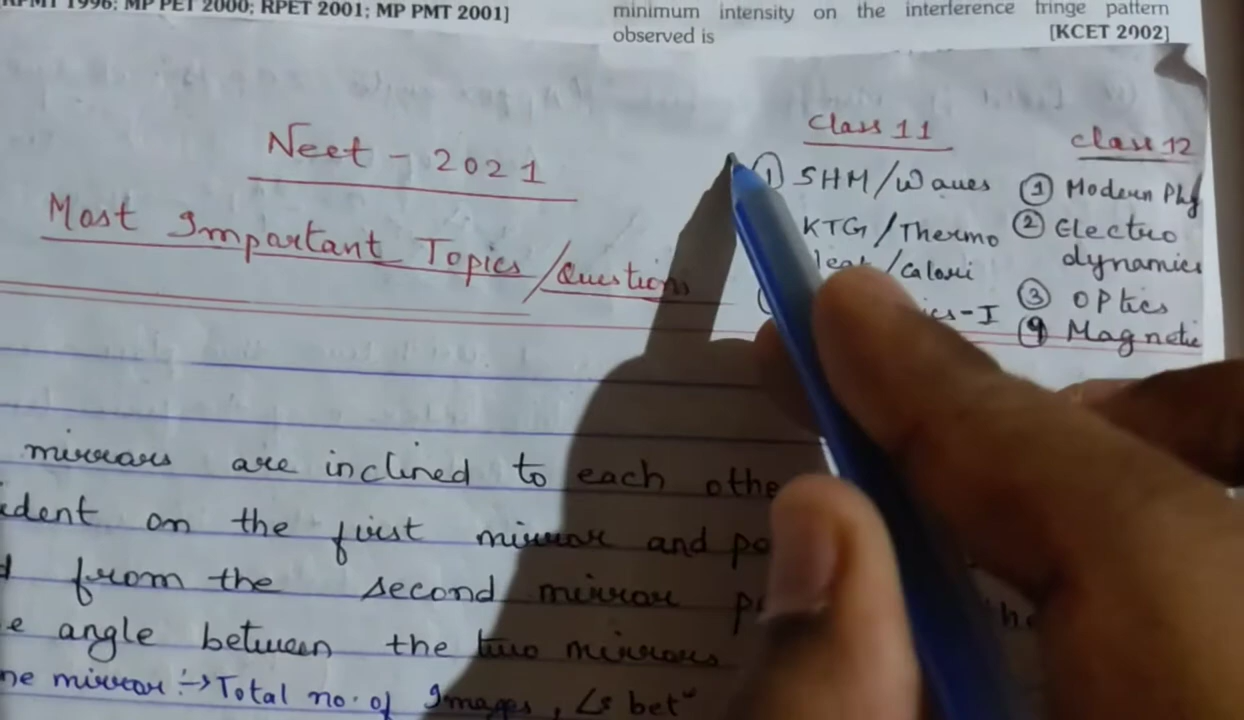 1996; MP PET 2000; RPET 2001; MP PMT 2001]
minimum intensity on the interference fringe pattern
observed is [KCET 2002]
Neet - 2021
Most Important Topics/Questions
Class 11
① SHM/Waves
KTG/Thermo
/Calori
class 12
① Modern Phy
② Electro
dynamics
③ Optics
④ Magnetic
mirrors are inclined to each othe
ident on the first mirror and pa
from the second mirror
e angle between the two mirrors
ne mirror :→ Total no. of Images, ∠s betⁿ